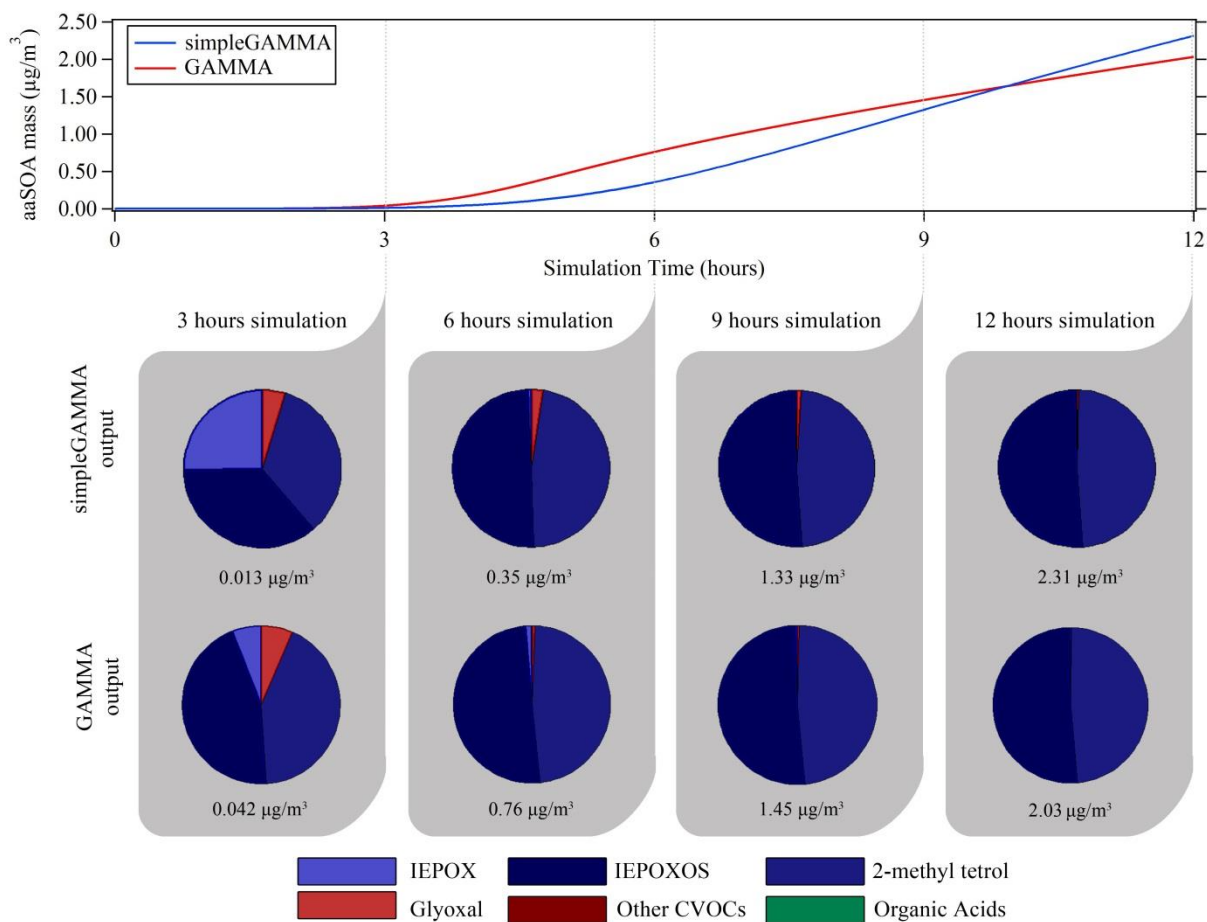 aaSOA mass (µg/m³)
2.50
2.00
1.50
1.00
0.50
0.00
simpleGAMMA
GAMMA
0 3 6 9 12
Simulation Time (hours)
3 hours simulation 6 hours simulation 9 hours simulation 12 hours simulation
simpleGAMMA
output
0.013 µg/m³ 0.35 µg/m³ 1.33 µg/m³ 2.31 µg/m³
GAMMA
output
0.042 µg/m³ 0.76 µg/m³ 1.45 µg/m³ 2.03 µg/m³
IEPOX IEPOXOS 2-methyl tetrol
Glyoxal Other CVOCs Organic Acids